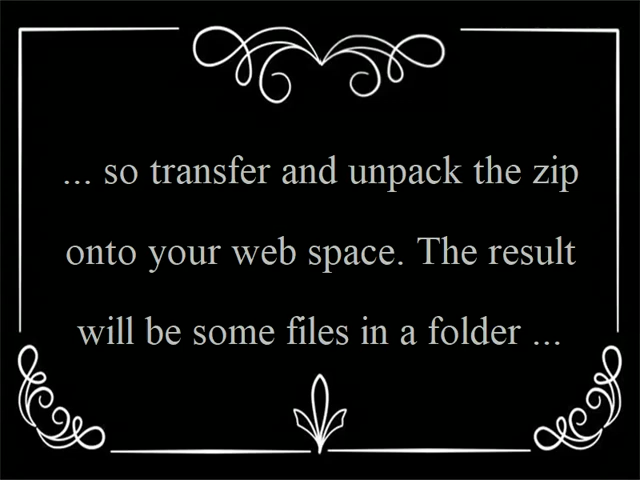 ... so transfer and unpack the zip
onto your web space. The result
will be some files in a folder ...